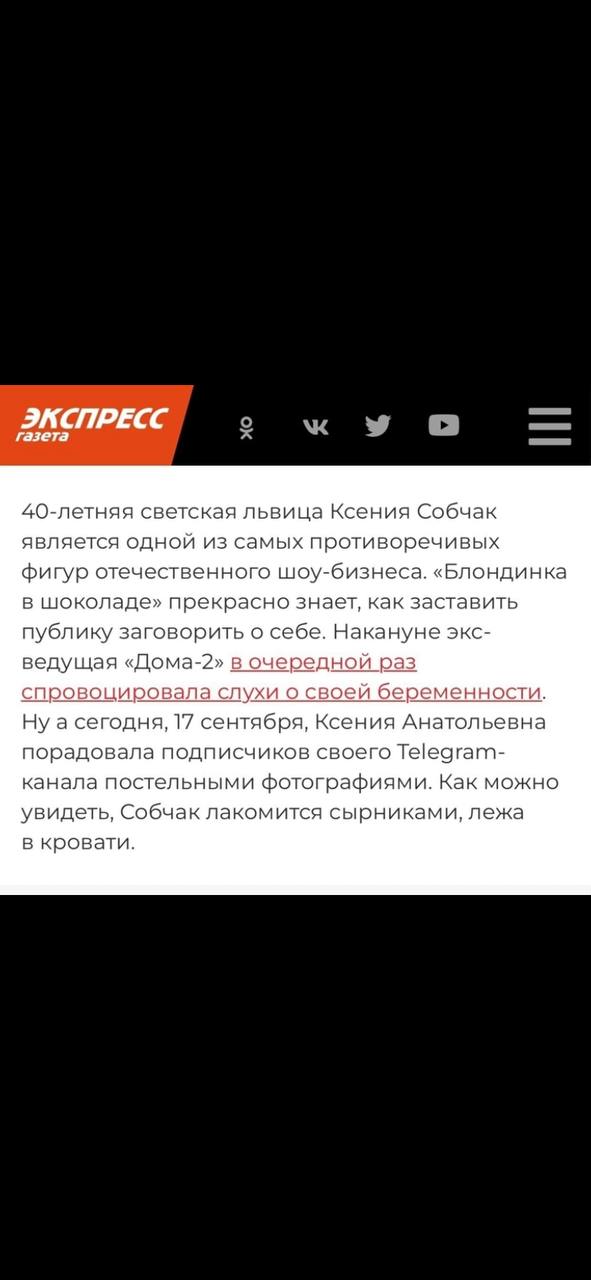 ЭКСПРЕСС
газета
40-летняя светская львица Ксения Собчак
является одной из самых противоречивых
фигур отечественного шоу-бизнеса. «Блондинка
в шоколаде» прекрасно знает, как заставить
публику заговорить о себе. Накануне экс-
ведущая «Дома-2» в очередной раз
спровоцировала слухи о своей беременности.
Ну а сегодня, 17 сентября, Ксения Анатольевна
порадовала подписчиков своего Telegram-
канала постельными фотографиями. Как можно
увидеть, Собчак лакомится сырниками, лежа
в кровати.